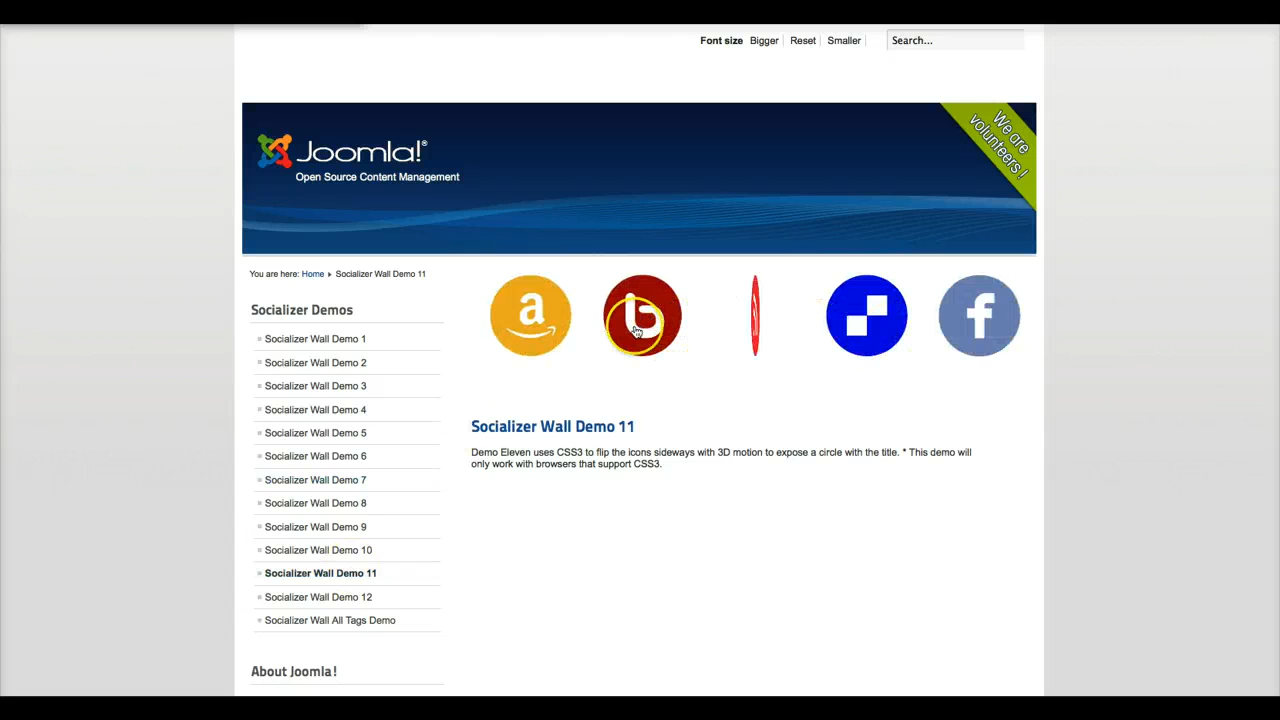 Font size Bigger Reset Smaller Search...
We are
volunteers!
Joomla!®
Open Source Content Management
You are here: Home Socializer Wall Demo 11
Socializer Demos
Socializer Wall Demo 1
Socializer Wall Demo 2
Socializer Wall Demo 3
Socializer Wall Demo 4
Socializer Wall Demo 5
Socializer Wall Demo 6
Socializer Wall Demo 7
Socializer Wall Demo 8
Socializer Wall Demo 9
Socializer Wall Demo 10
Socializer Wall Demo 11
Socializer Wall Demo 12
Socializer Wall All Tags Demo
About Joomla!
a
b
f
Socializer Wall Demo 11
Demo Eleven uses CSS3 to flip the icons sideways with 3D motion to expose a circle with the title. * This demo will
only work with browsers that support CSS3.